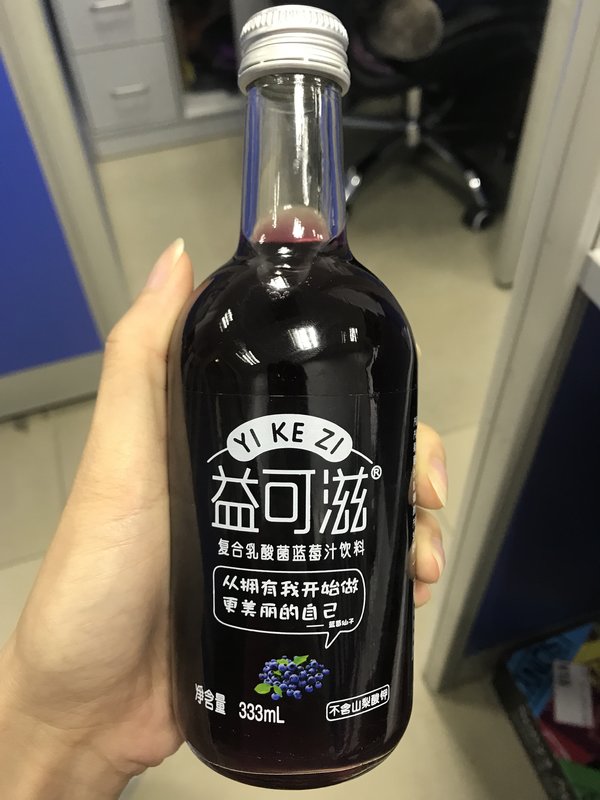 YI KE ZI
益可滋®
复合乳酸菌蓝莓汁饮料
从拥有我开始做
更美丽的自己
——蓝莓仙子
净含量 333mL
不含山梨酸钾